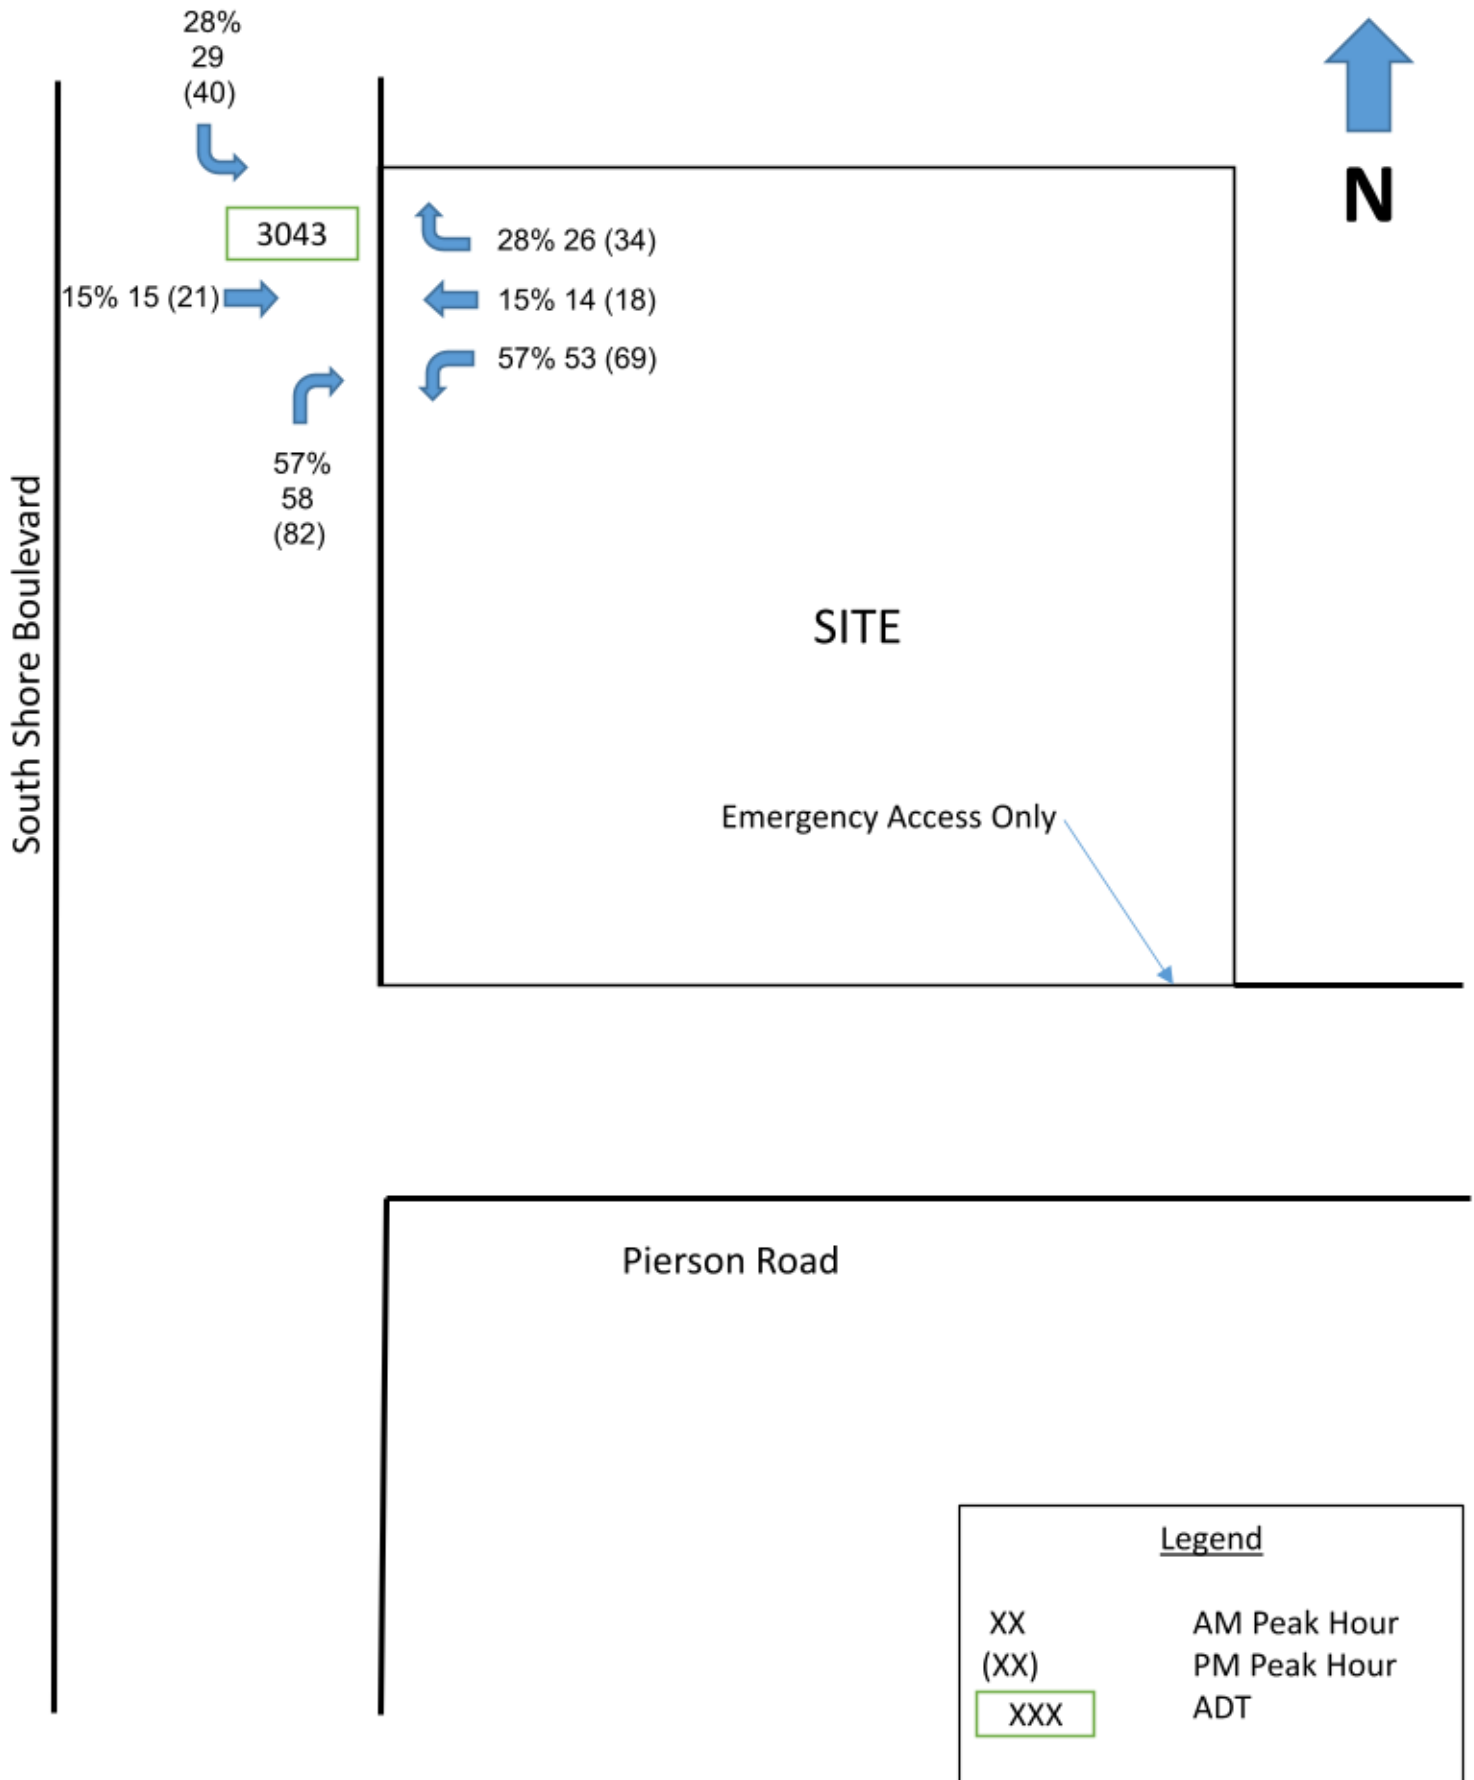 28%
29
(40)
N
3043
28% 26 (34)
15% 15 (21)
15% 14 (18)
57% 53 (69)
57%
58
(82)
South Shore Boulevard
SITE
Emergency Access Only
Pierson Road
Legend
XX AM Peak Hour
(XX) PM Peak Hour
XXX ADT